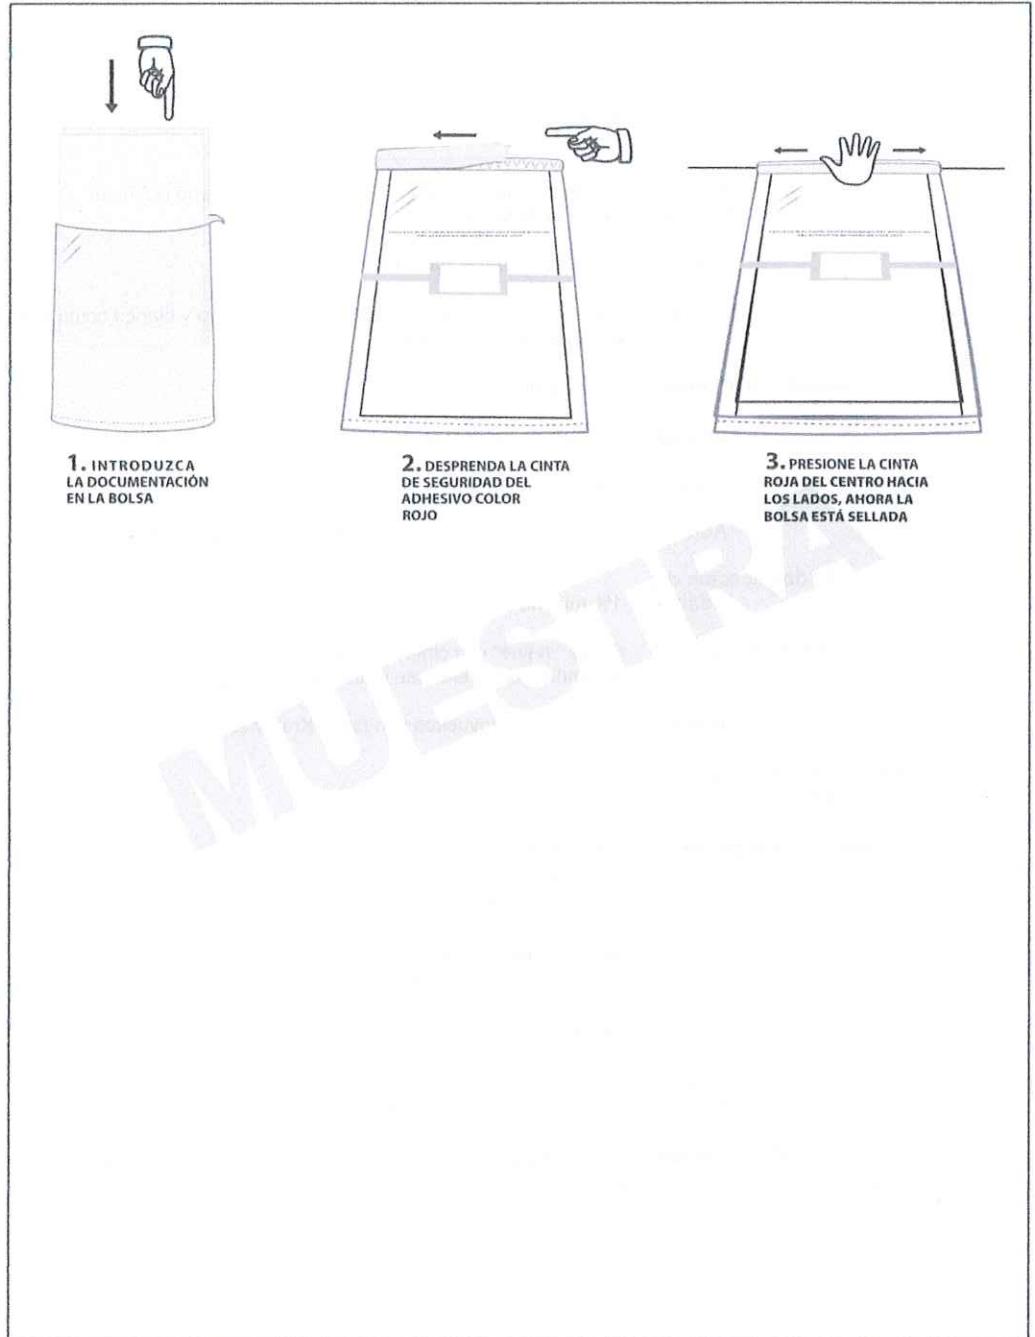 1. INTRODUZCA
LA DOCUMENTACIÓN
EN LA BOLSA
2. DESPRENDA LA CINTA
DE SEGURIDAD DEL
ADHESIVO COLOR
ROJO
3. PRESIONE LA CINTA
ROJA DEL CENTRO HACIA
LOS LADOS, AHORA LA
BOLSA ESTÁ SELLADA
MUESTRA